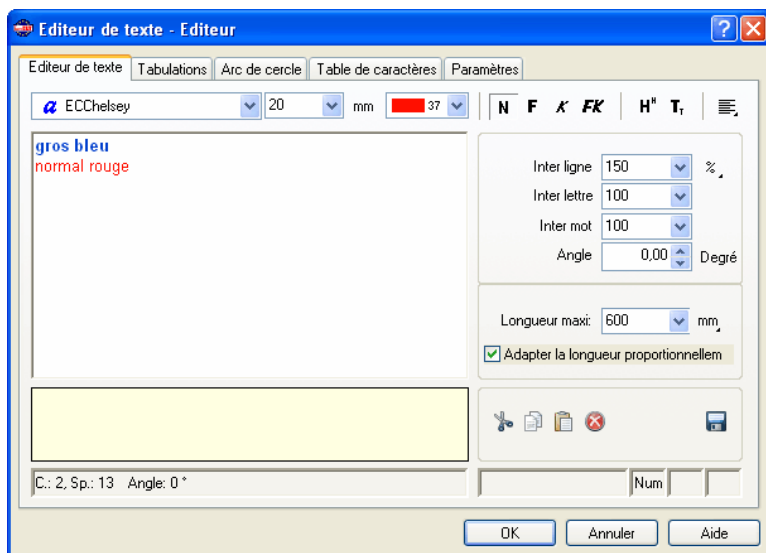 Editeur de texte - Editeur
Editeur de texte Tabulations Arc de cercle Table de caractères Paramètres
a ECChelsey 20 mm 37 N F K FK H^H T_T
gros bleu
normal rouge
Inter ligne 150 %
Inter lettre 100
Inter mot 100
Angle 0,00 Degré
Longueur maxi: 600 mm
Adapter la longueur proportionnellem
C.: 2, Sp.: 13 Angle: 0 °
Num
OK Annuler Aide